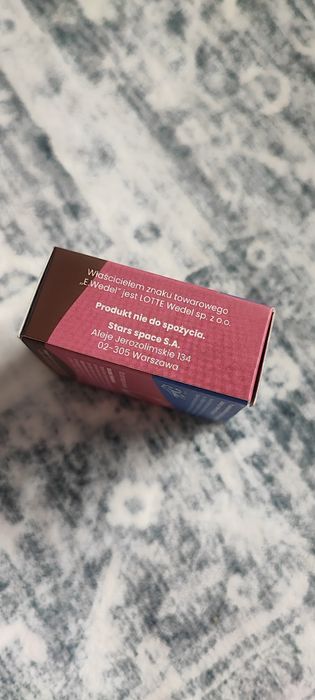 Właścicielem znaku towarowego
„E.Wedel” jest LOTTE Wedel sp. z o.o.
Produkt nie do spożycia.
Stars space S.A.
Aleje Jerozolimskie 134
02-305 Warszawa